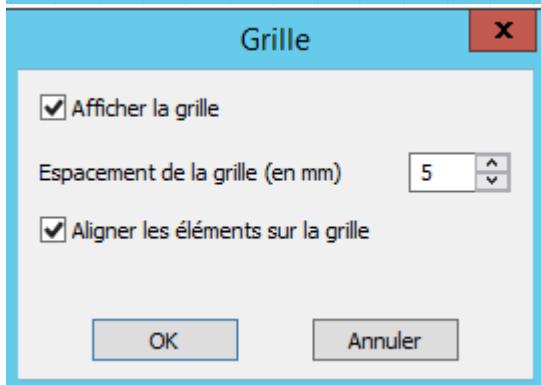 Grille
x
Afficher la grille
Espacement de la grille (en mm) 5
Aligner les éléments sur la grille
OK Annuler